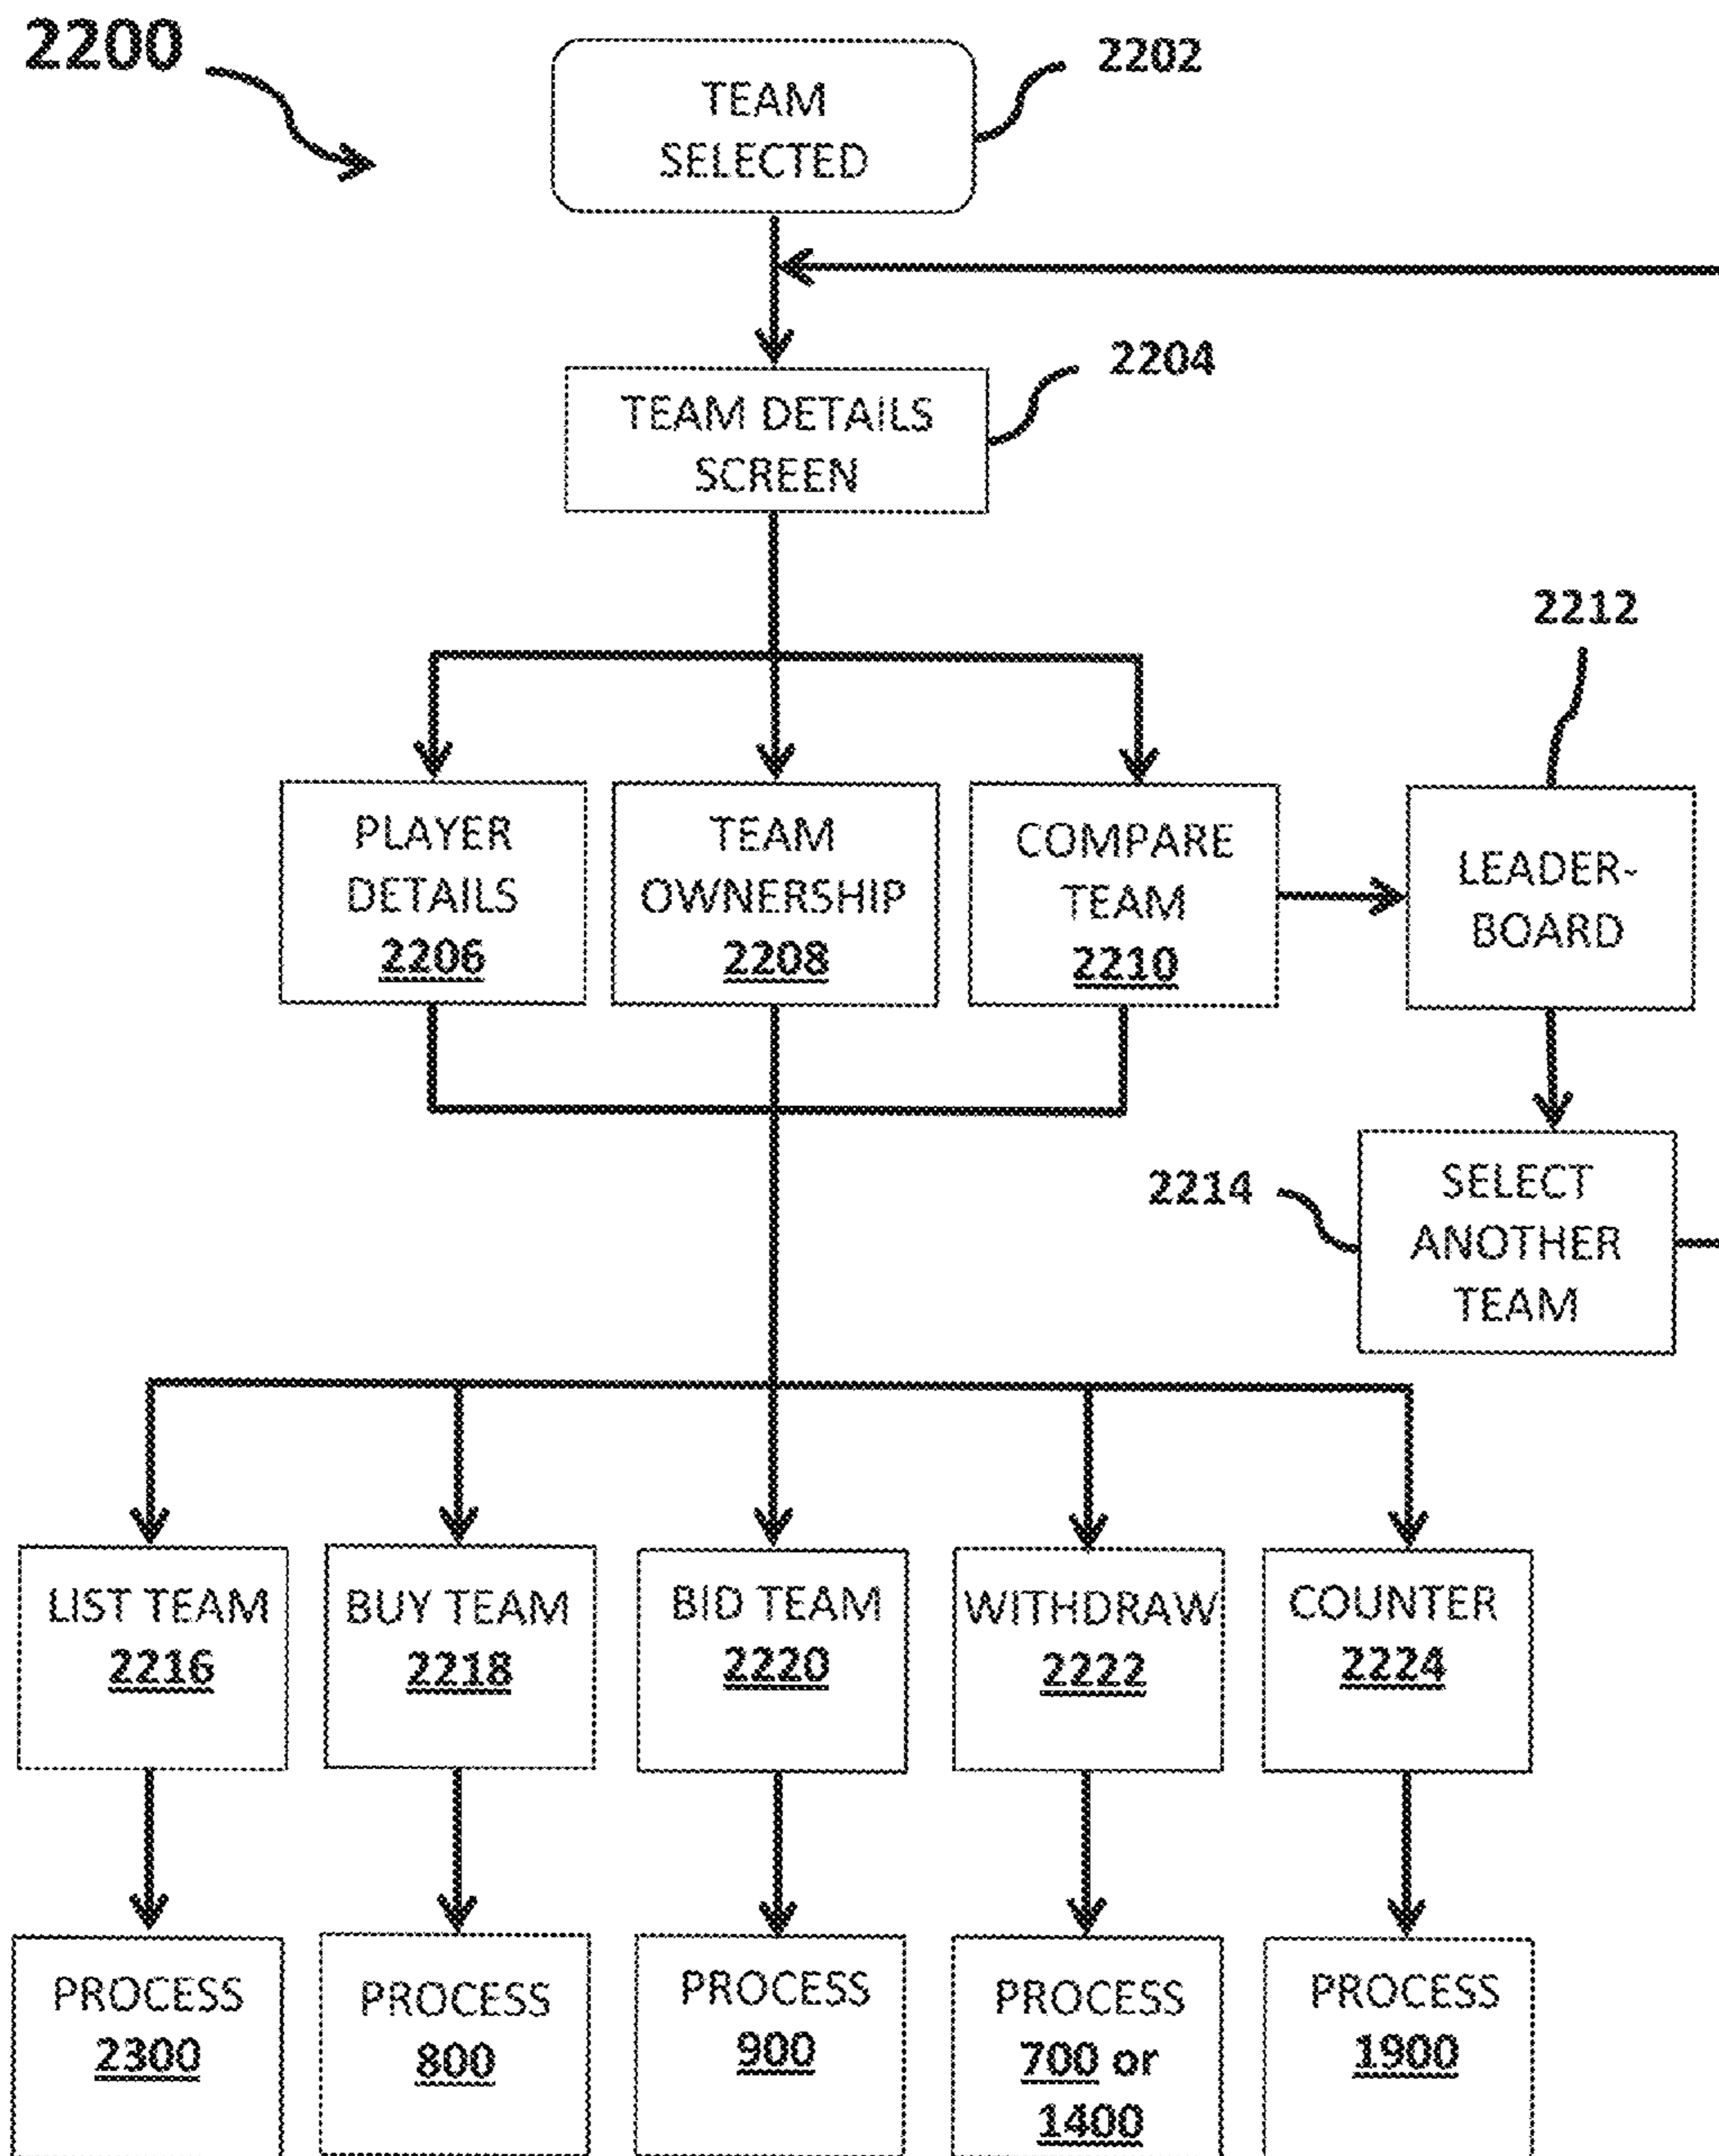 2200
TEAM
SELECTED
2202
TEAM DETAILS
SCREEN
2204
PLAYER
DETAILS
2206
TEAM
OWNERSHIP
2208
COMPARE
TEAM
2210
2212
LEADER-
BOARD
2214
SELECT
ANOTHER
TEAM
LIST TEAM
2216
BUY TEAM
2218
BID TEAM
2220
WITHDRAW
2222
COUNTER
2224
PROCESS
2300
PROCESS
800
PROCESS
900
PROCESS
700 or
1400
PROCESS
1900